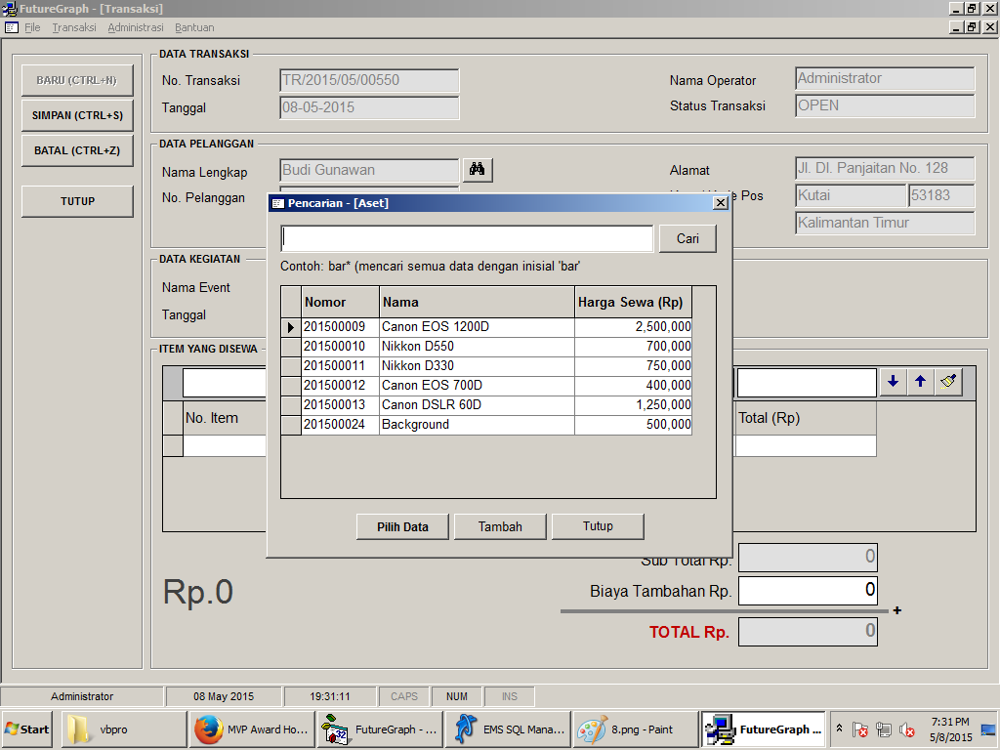 FutureGraph - [Transaksi]
File Transaksi Administrasi Bantuan
BARU (CTRL+N)
SIMPAN (CTRL+S)
BATAL (CTRL+Z)
TUTUP
DATA TRANSAKSI
No. Transaksi TR/2015/05/00550 Nama Operator Administrator
Tanggal 08-05-2015 Status Transaksi OPEN
DATA PELANGGAN
Nama Lengkap Budi Gunawan Alamat Jl. DI. Panjaitan No. 128
No. Pelanggan Pos Kutai 53183
Kalimantan Timur
DATA KEGIATAN
Nama Event
Tanggal
ITEM YANG DISEWA
No. Item Total (Rp)
Pencarian - [Aset]
Cari
Contoh: bar* (mencari semua data dengan inisial 'bar'
Nomor Nama Harga Sewa (Rp)
201500009 Canon EOS 1200D 2,500,000
201500010 Nikkon D550 700,000
201500011 Nikkon D330 750,000
201500012 Canon EOS 700D 400,000
201500013 Canon DSLR 60D 1,250,000
201500024 Background 500,000
Pilih Data Tambah Tutup
Rp.0
Sub Total Rp. 0
Biaya Tambahan Rp. 0
+
TOTAL Rp. 0
Administrator 08 May 2015 19:31:11 CAPS NUM INS
Start vbpro MVP Award Ho... FutureGraph - ... EMS SQL Mana... 8.png - Paint FutureGraph ... 7:31 PM
5/8/2015